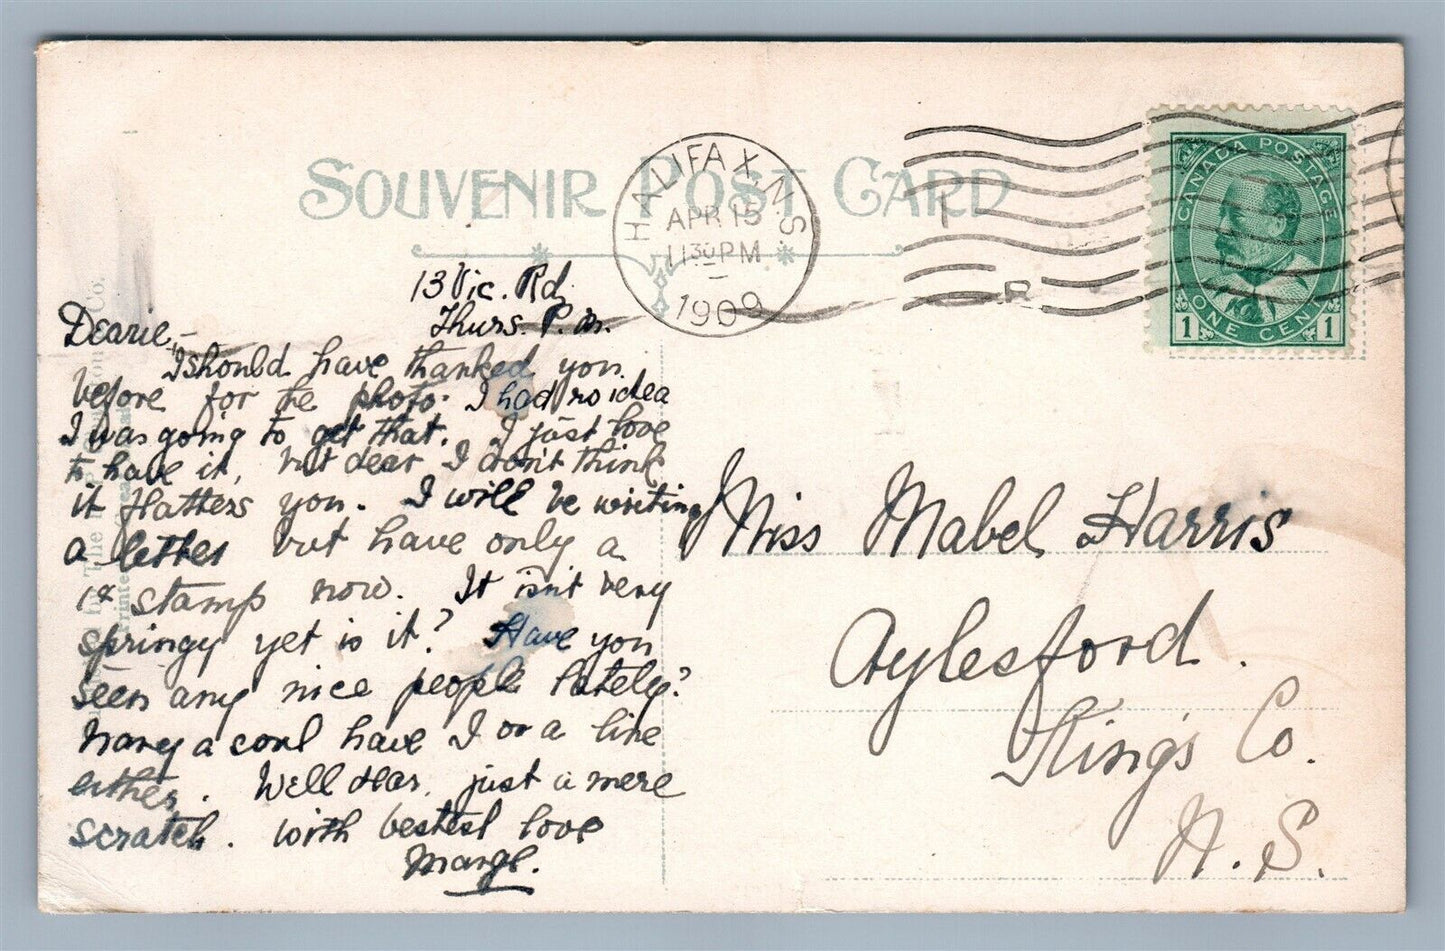 SOUVENIR POST CARD
HALIFAX, N.S.
APR 15
11 30 PM
1909
CANADA POSTAGE
1 ONE CENT 1
13 Vic. Rd.
Thurs. P.M.
Dearie,-
I should have thanked you
before for the photo. I had no idea
I was going to get that. I just love
to have it, but dear I don't think
it flatters you. I will be writing
a letter but have only a
1¢ stamp now. It isn't very
springy yet is it? Have you
seen any nice people lately?
Nary a have I or a line
either. Well dear, just a mere
scratch. With bestest love
Marge.
Miss Mabel Harris
Aylesford.
King's Co.
N. S.